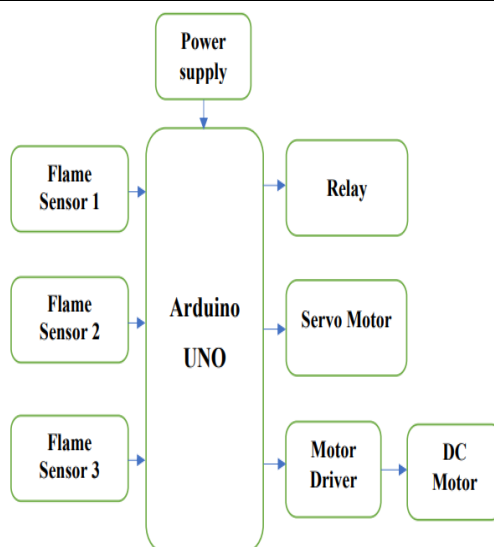 Power
supply
Flame
Sensor 1
Relay
Flame
Sensor 2
Arduino
UNO
Servo Motor
Flame
Sensor 3
Motor
Driver
DC
Motor